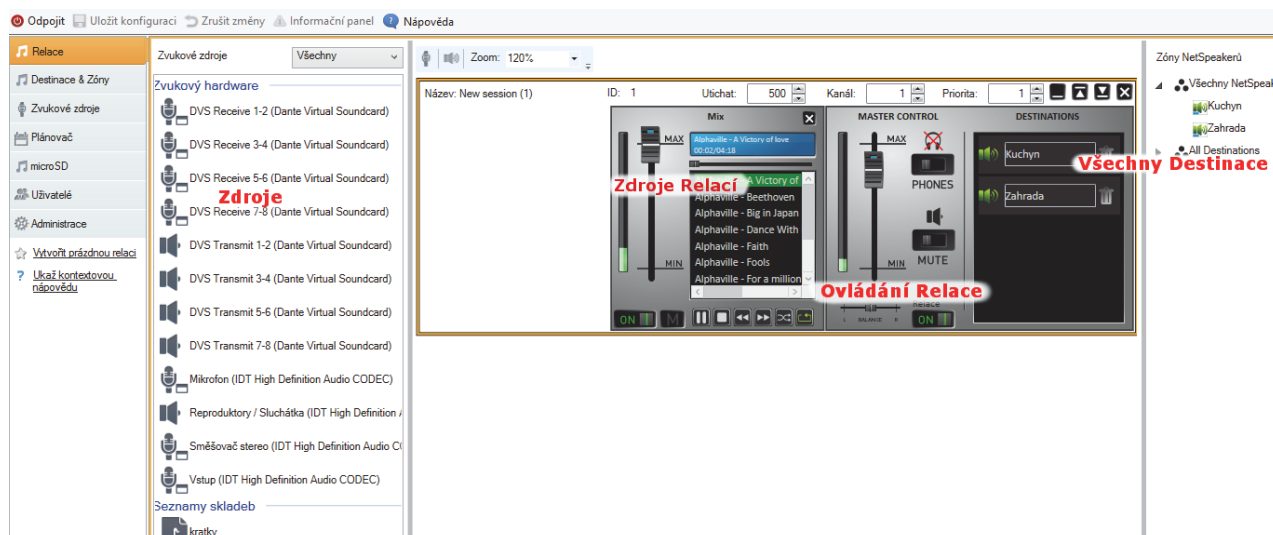 Odpojit Uložit konfiguraci Zrušit změny Informační panel Nápověda
Relace
Destinace & Zóny
Zvukové zdroje
Plánovač
microSD
Uživatelé
Administrace
Vytvořit prázdnou relaci
Ukaž kontextovou
nápovědu
Zvukové zdroje Všechny
Zvukový hardware
DVS Receive 1-2 (Dante Virtual Soundcard)
DVS Receive 3-4 (Dante Virtual Soundcard)
DVS Receive 5-6 (Dante Virtual Soundcard)
Zdroje
DVS Receive 7-8 (Dante Virtual Soundcard)
DVS Transmit 1-2 (Dante Virtual Soundcard)
DVS Transmit 3-4 (Dante Virtual Soundcard)
DVS Transmit 5-6 (Dante Virtual Soundcard)
DVS Transmit 7-8 (Dante Virtual Soundcard)
Mikrofon (IDT High Definition Audio CODEC)
Reproduktory / Sluchátka (IDT High Definition
Směšovač stereo (IDT High Definition Audio
Vstup (IDT High Definition Audio CODEC)
Seznamy skladeb
kratky
Zoom: 120%
Název: New session (1) ID: 1 Utichat: 500 Kanál: 1 Priorita: 1
Mix
MAX
Alphaville - A Victory of love
00:02/04:18
Zdroje Relací
A Victory of
Alphaville - Beethoven
Alphaville - Big in Japan
Alphaville - Dance With
Alphaville - Faith
Alphaville - Fools
Alphaville - For a million
MIN
ON M
MASTER CONTROL
MAX
PHONES
MUTE
MIN
Ovládání Relace
Relace
L BALANCE R ON
DESTINATIONS
Kuchyn
Zahrada
Zóny NetSpeakerů
Všechny NetSpeak
Kuchyn
Zahrada
All Destinations
Všechny Destinace